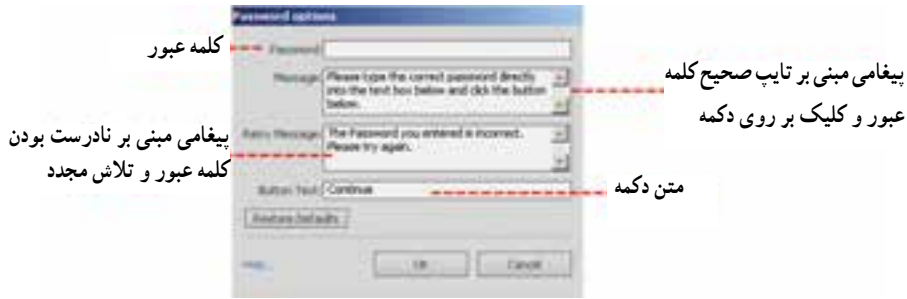 Password options
کلمه عبور
Password
Message
Please type the correct password directly
into the text box below and click the button
below.
پیغامی مبنی بر تایپ صحیح کلمه
عبور و کلیک بر روی دکمه
Retry Message
The Password you entered is incorrect.
Please try again.
پیغامی مبنی بر نادرست بودن
کلمه عبور و تلاش مجدد
Button Text
Continue
متن دکمه
Restore Defaults
Help...
OK
Cancel